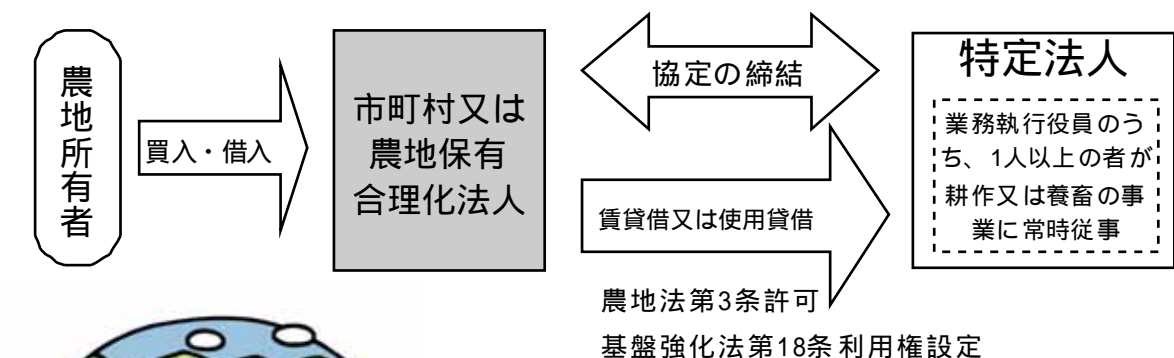 農地所有者
買入・借入
市町村又は
農地保有
合理化法人
協定の締結
賃貸借又は使用貸借
農地法第3条許可
基盤強化法第18条 利用権設定
特定法人
業務執行役員のう
ち、1人以上の者が
耕作又は養畜の事
業に常時従事